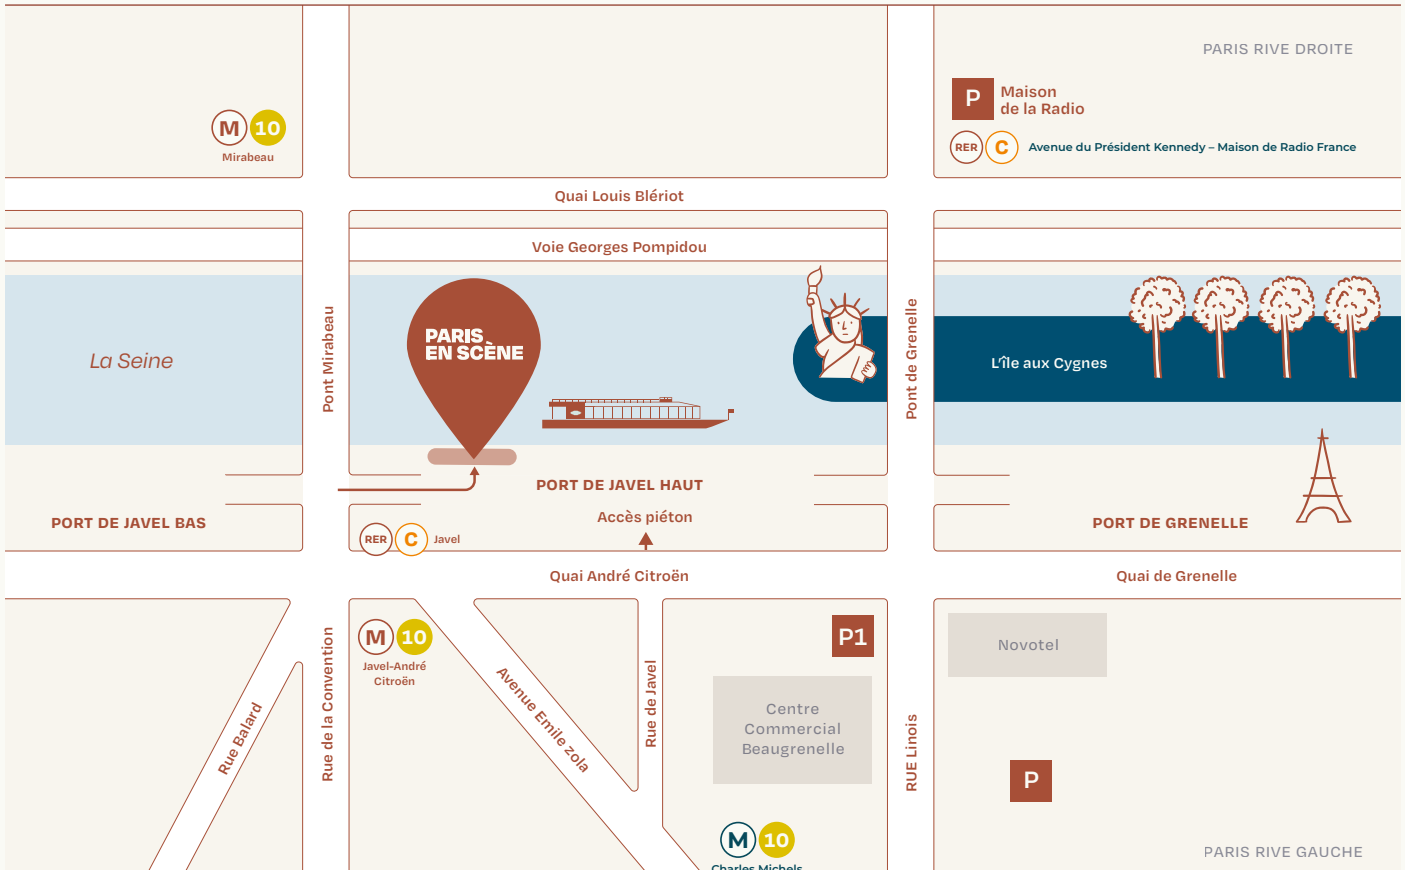 PARIS RIVE DROITE
P
Maison
de la Radio
M 10
Mirabeau
RER C Avenue du Président Kennedy – Maison de Radio France
Quai Louis Blériot
Voie Georges Pompidou
La Seine
Pont Mirabeau
PARIS
EN SCÈNE
Pont de Grenelle
L'île aux Cygnes
PORT DE JAVEL HAUT
PORT DE JAVEL BAS
Accès piéton
RER C Javel
PORT DE GRENELLE
Quai André Citroën
Quai de Grenelle
M 10
Javel-André
Citroën
P1
Novotel
Rue Balard
Rue de la Convention
Avenue Emile zola
Rue de Javel
Centre
Commercial
Beaugrenelle
RUE Linois
P
M 10
Charles Michels
PARIS RIVE GAUCHE